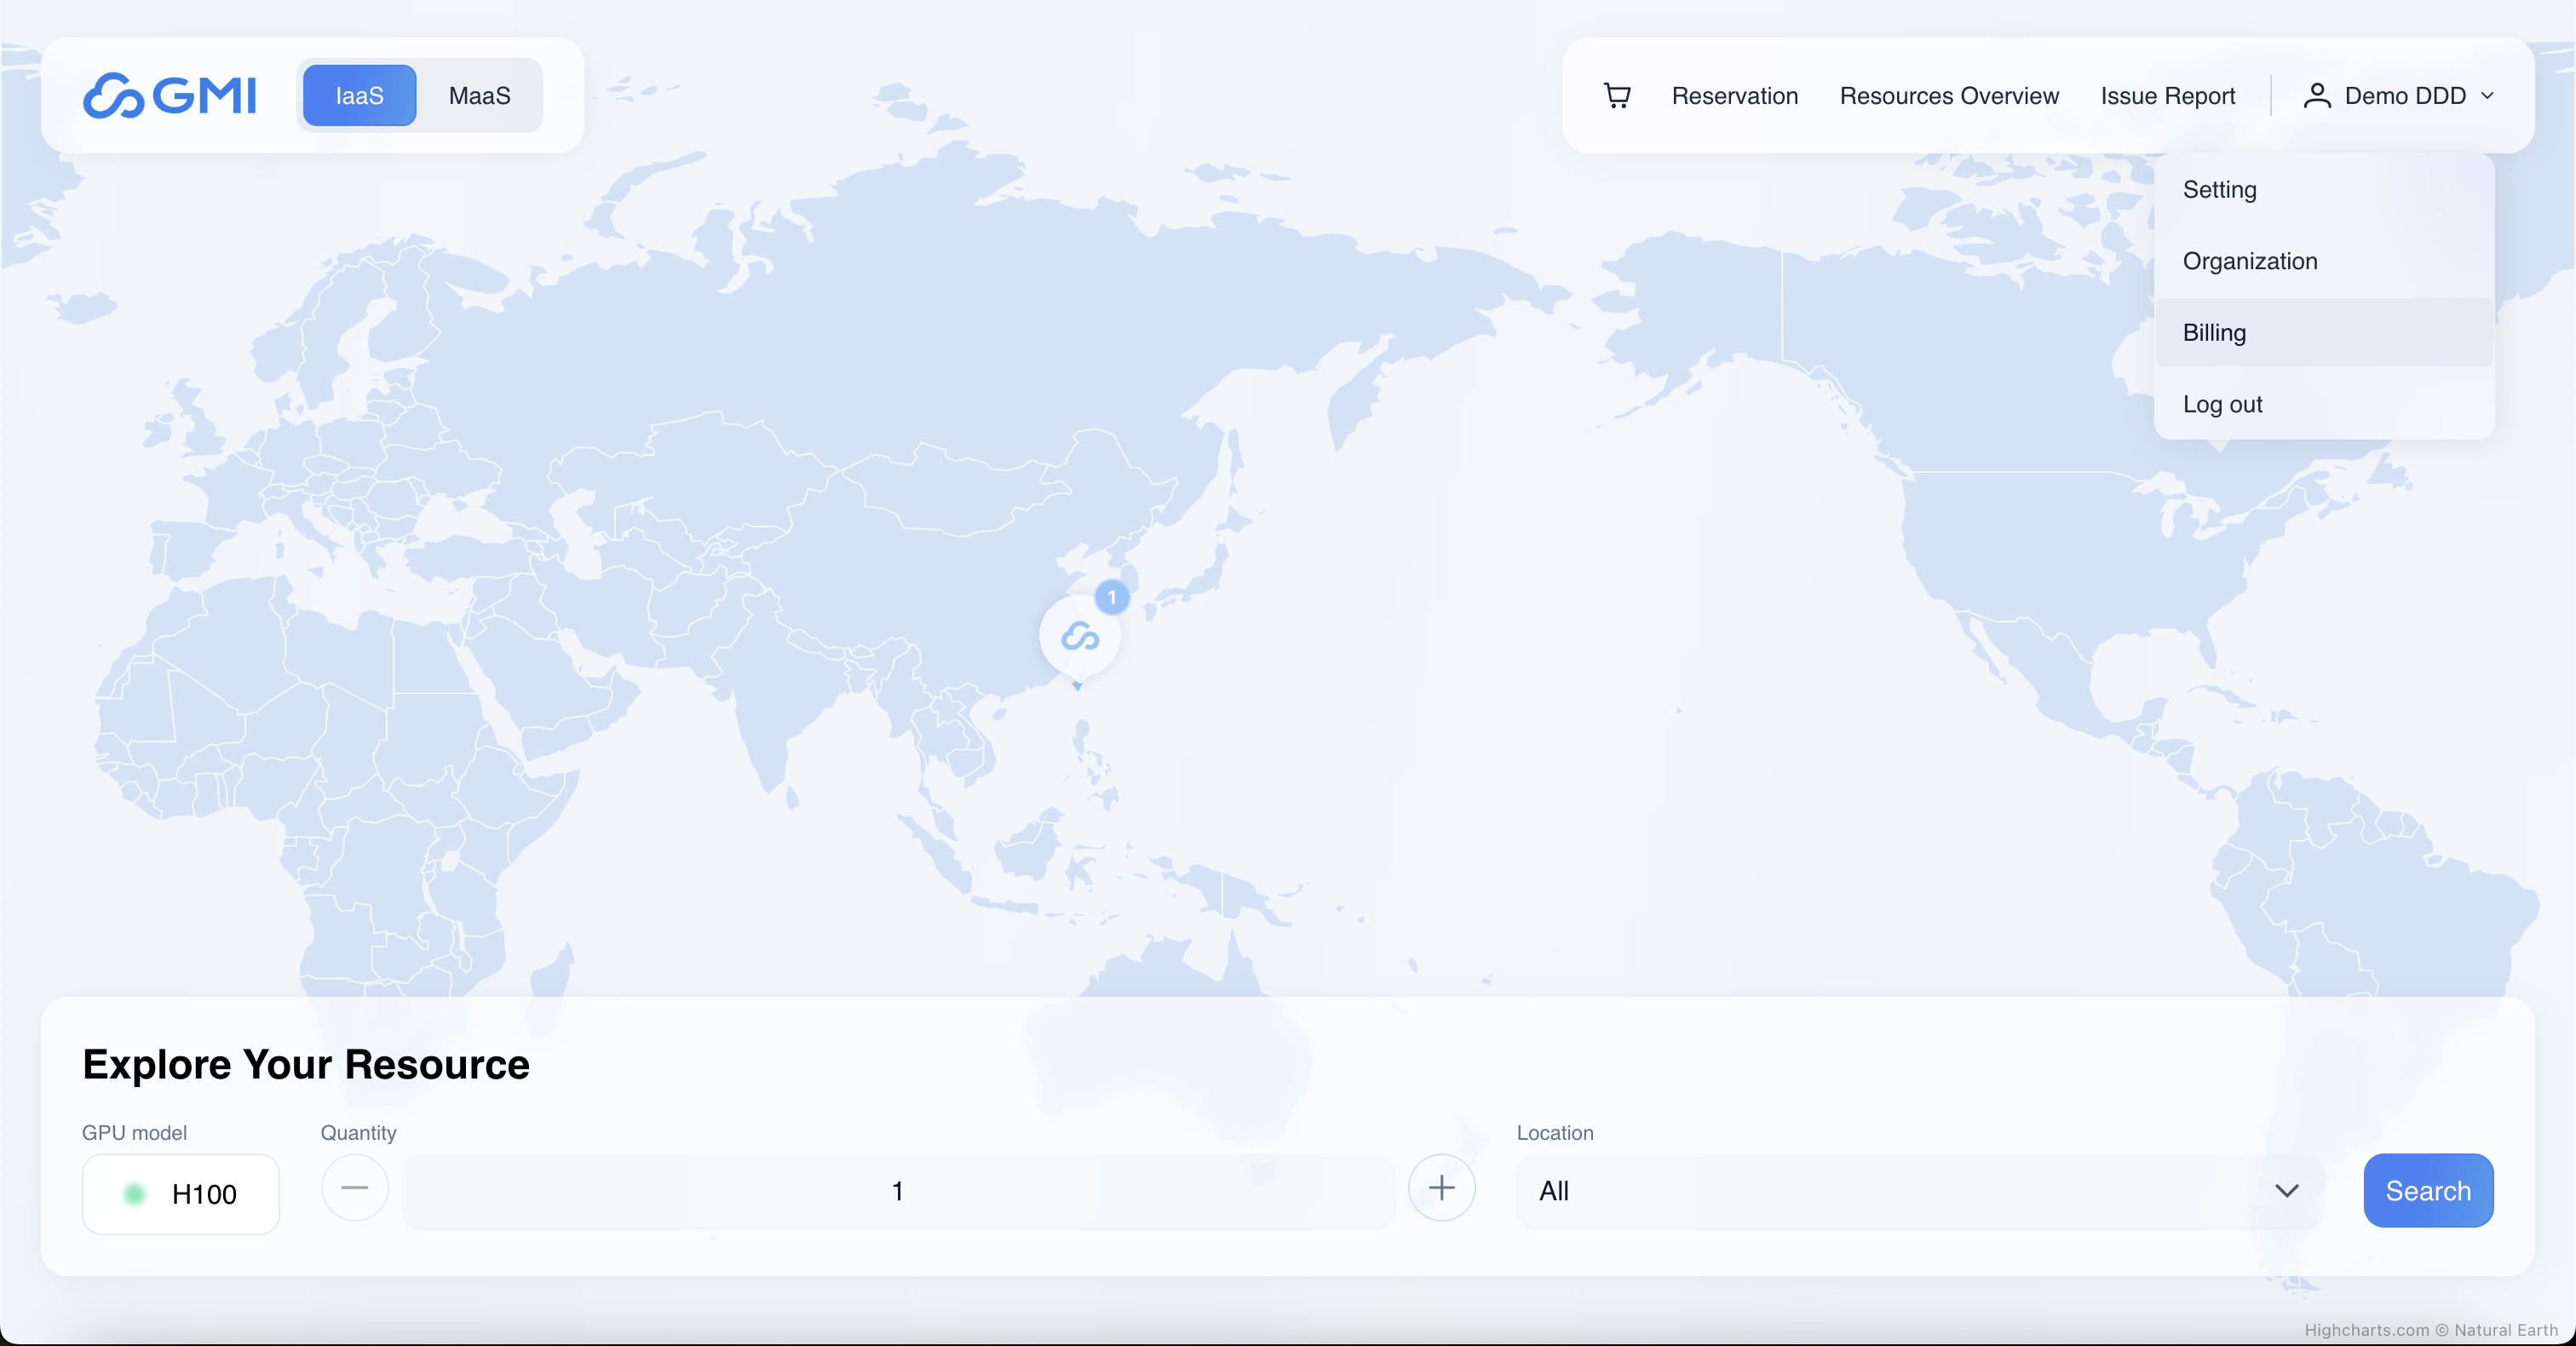 GMI
IaaS
MaaS
Reservation
Resources Overview
Issue Report
Demo DDD
Setting
Organization
Billing
Log out
1
Explore Your Resource
GPU model
Quantity
Location
H100
1
All
Search
Highcharts.com © Natural Earth